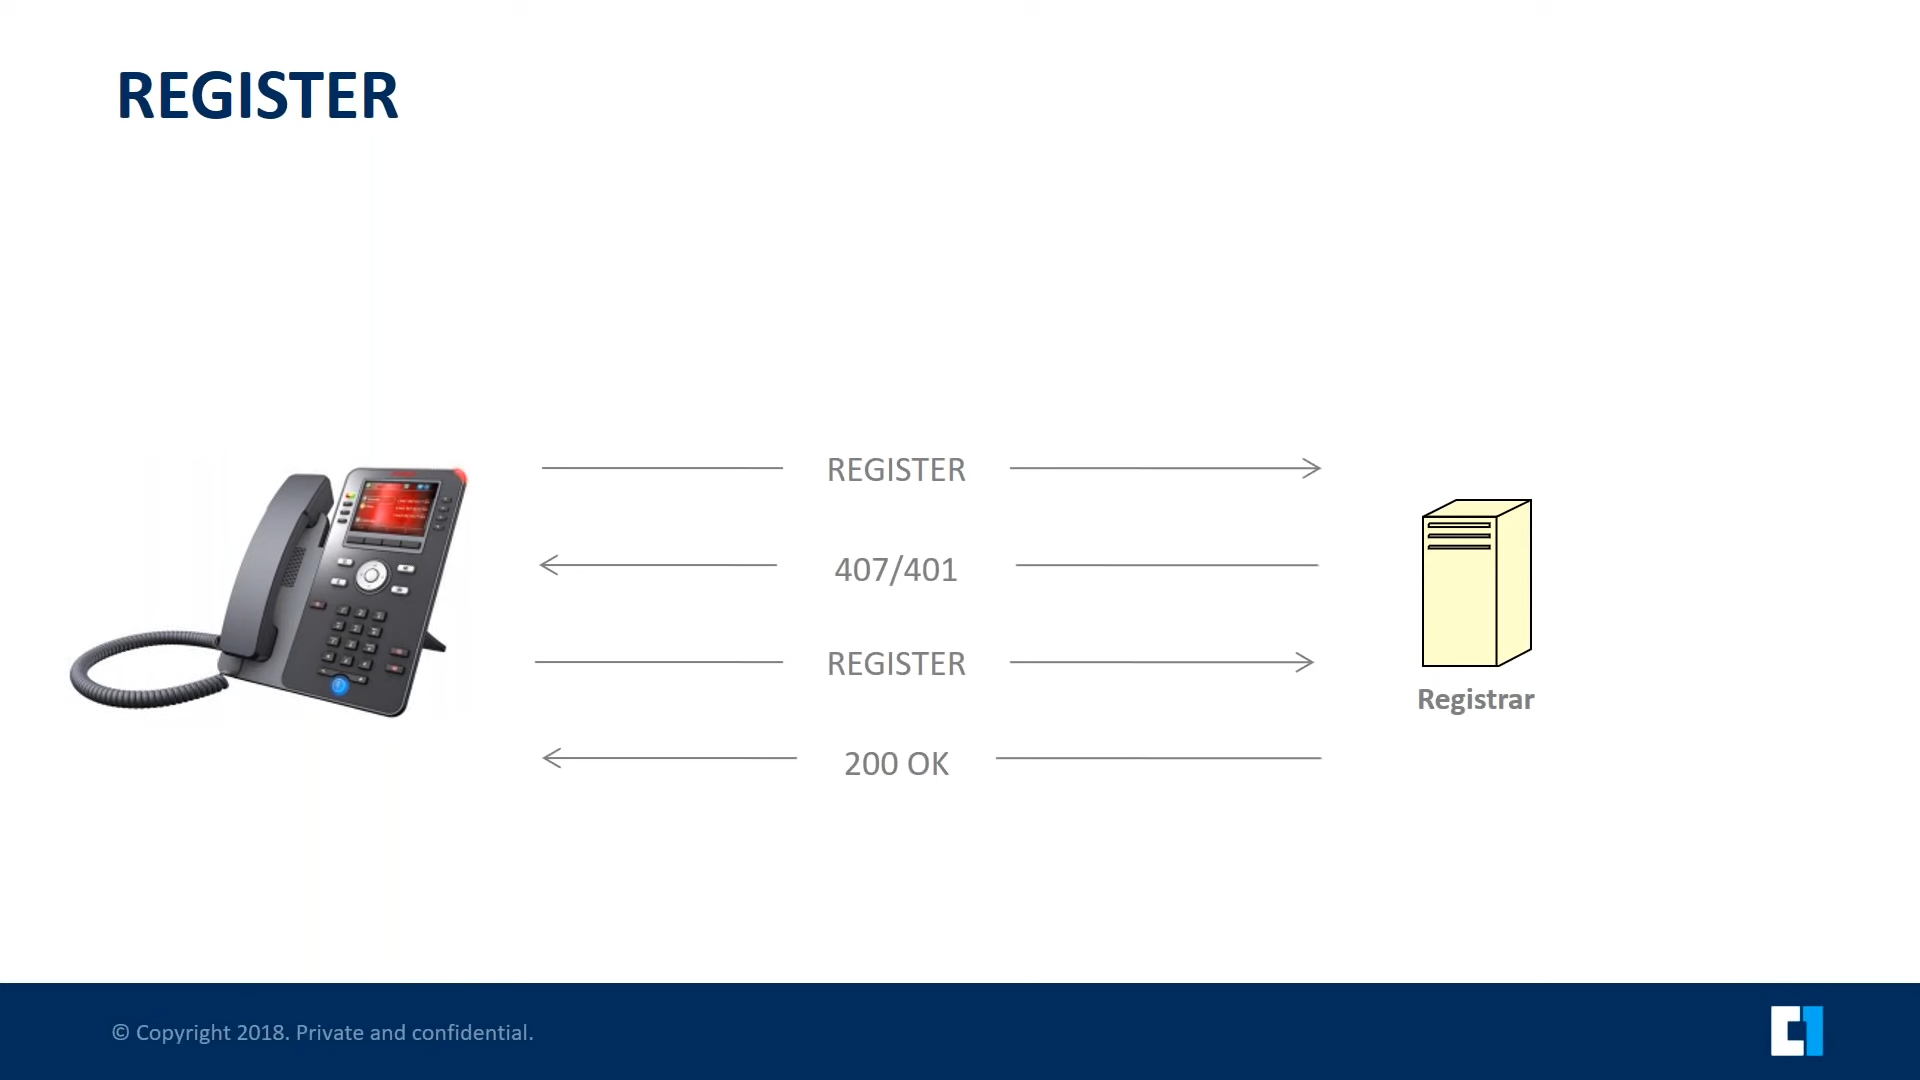 REGISTER
REGISTER
407/401
REGISTER
Registrar
200 OK
© Copyright 2018. Private and confidential.